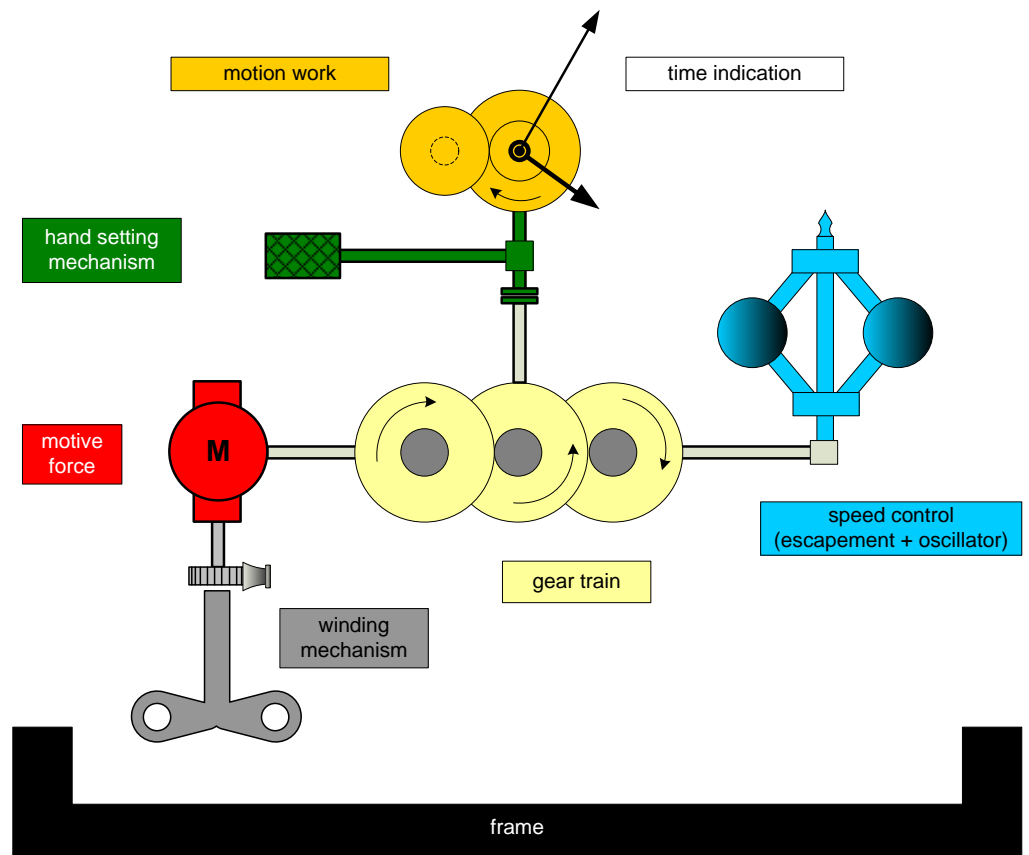 motion work
time indication
hand setting
mechanism
motive
force
M
speed control
(escapement + oscillator)
gear train
winding
mechanism
frame